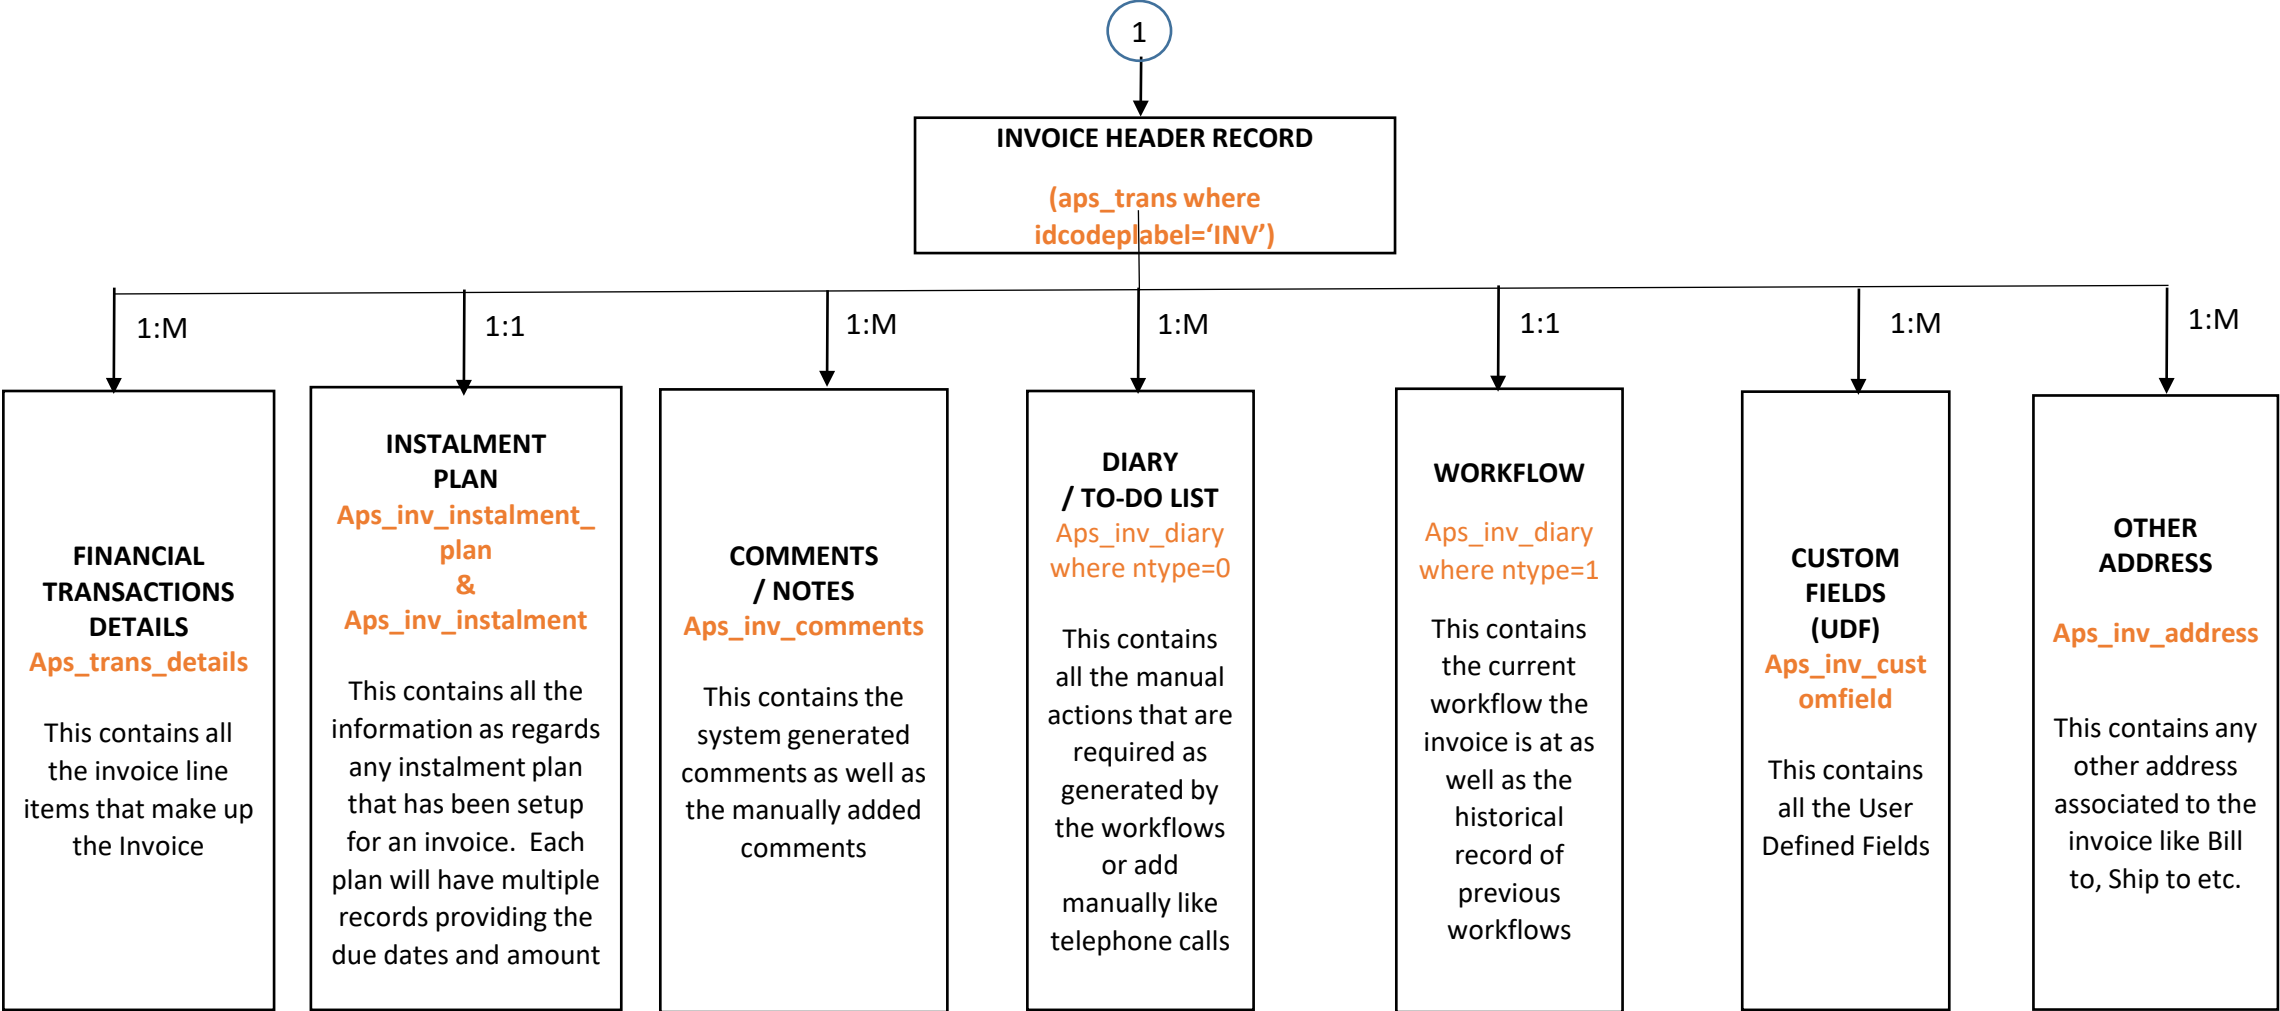 1
INVOICE HEADER RECORD
(aps_trans where
idcodeplabel=‘INV’)
1:M
1:1
1:M
1:M
1:1
1:M
1:M
FINANCIAL
TRANSACTIONS
DETAILS
Aps_trans_details
This contains all
the invoice line
items that make up
the Invoice
INSTALMENT
PLAN
Aps_inv_instalment_
plan
&
Aps_inv_instalment
This contains all the
information as regards
any instalment plan
that has been setup
for an invoice.  Each
plan will have multiple
records providing the
due dates and amount
COMMENTS
/ NOTES
Aps_inv_comments
This contains the
system generated
comments as well as
the manually added
comments
DIARY
/ TO-DO LIST
Aps_inv_diary
where ntype=0
This contains
all the manual
actions that are
required as
generated by
the workflows
or add
manually like
telephone calls
WORKFLOW
Aps_inv_diary
where ntype=1
This contains
the current
workflow the
invoice is at as
well as the
historical
record of
previous
workflows
CUSTOM
FIELDS
(UDF)
Aps_inv_cust
omfield
This contains
all the User
Defined Fields
OTHER
ADDRESS
Aps_inv_address
This contains any
other address
associated to the
invoice like Bill
to, Ship to etc.